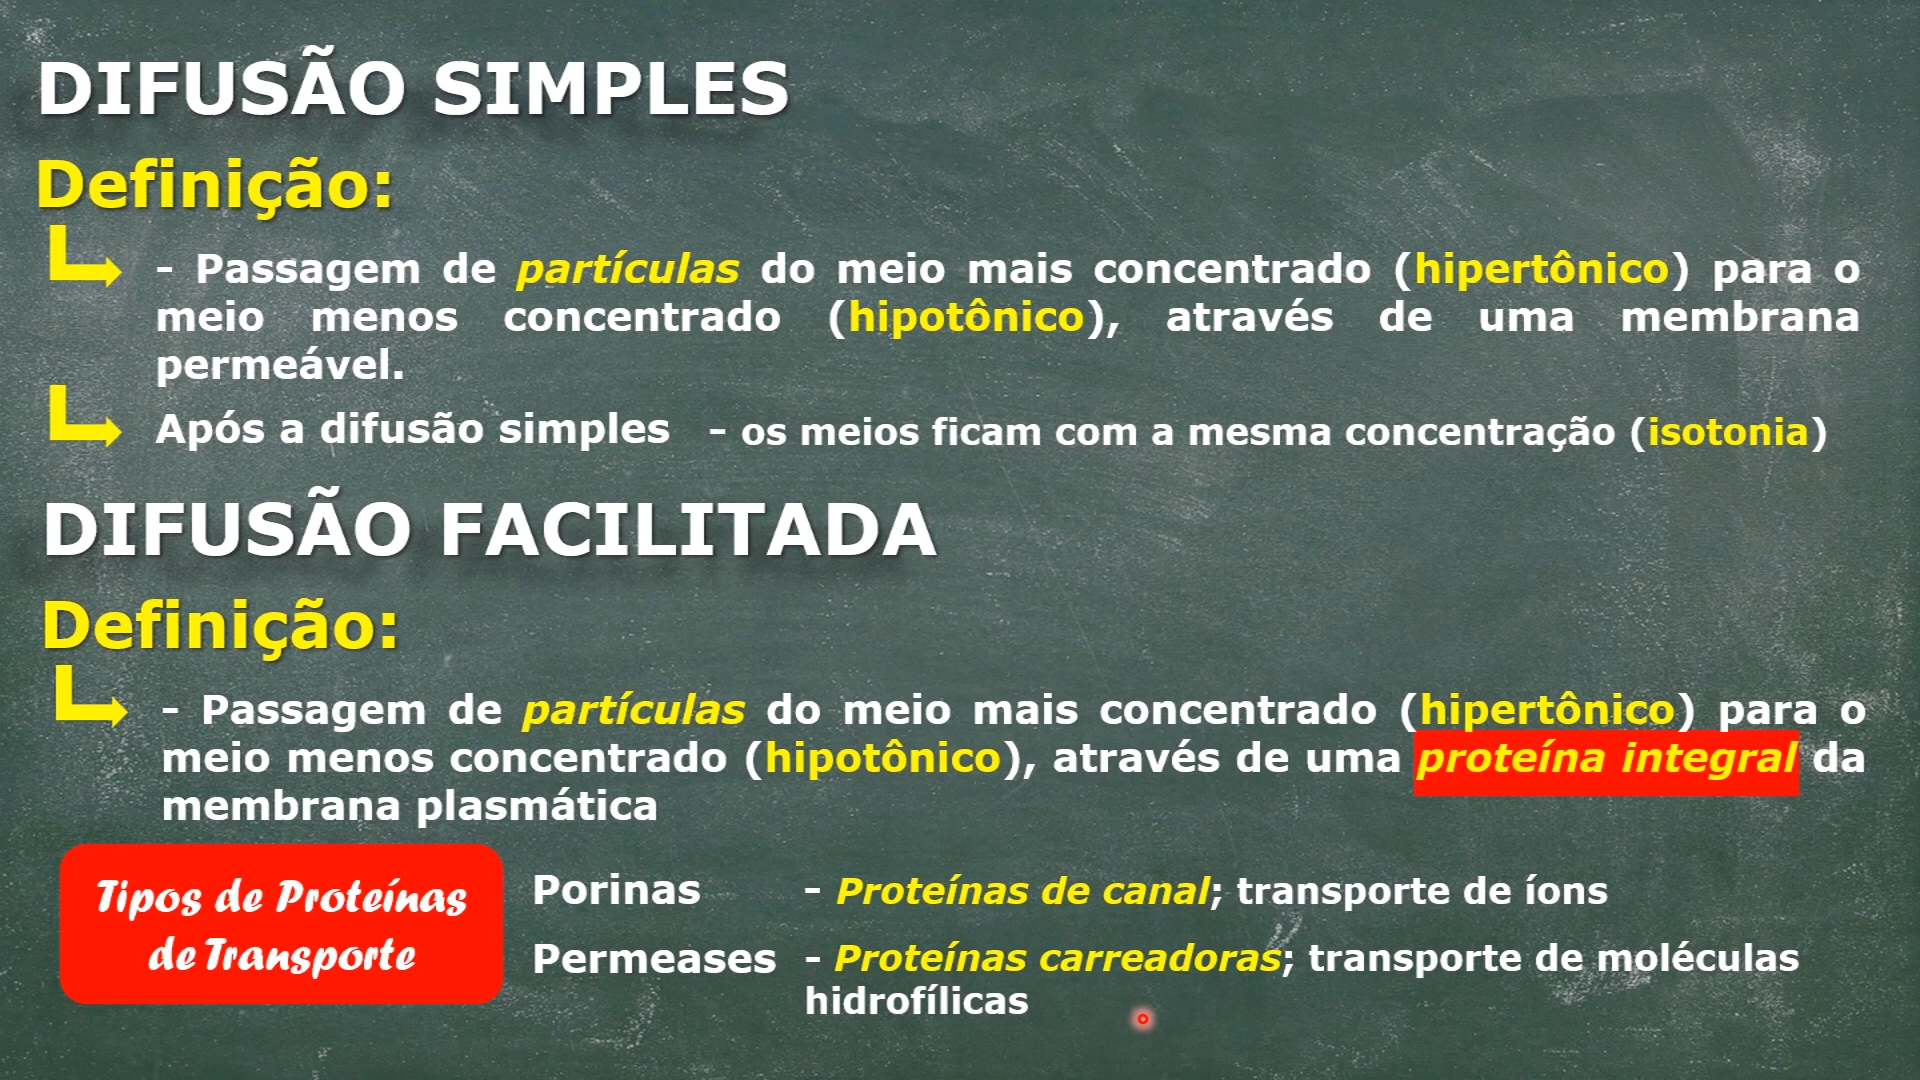 DIFUSÃO SIMPLES
Definição:
- Passagem de partículas do meio mais concentrado (hipertônico) para o
meio menos concentrado (hipotônico), através de uma membrana
permeável.
Após a difusão simples - os meios ficam com a mesma concentração (isotonia)
DIFUSÃO FACILITADA
Definição:
- Passagem de partículas do meio mais concentrado (hipertônico) para o
meio menos concentrado (hipotônico), através de uma proteína integral da
membrana plasmática
Tipos de Proteínas
de Transporte
Porinas - Proteínas de canal; transporte de íons
Permeases - Proteínas carreadoras; transporte de moléculas
hidrofílicas